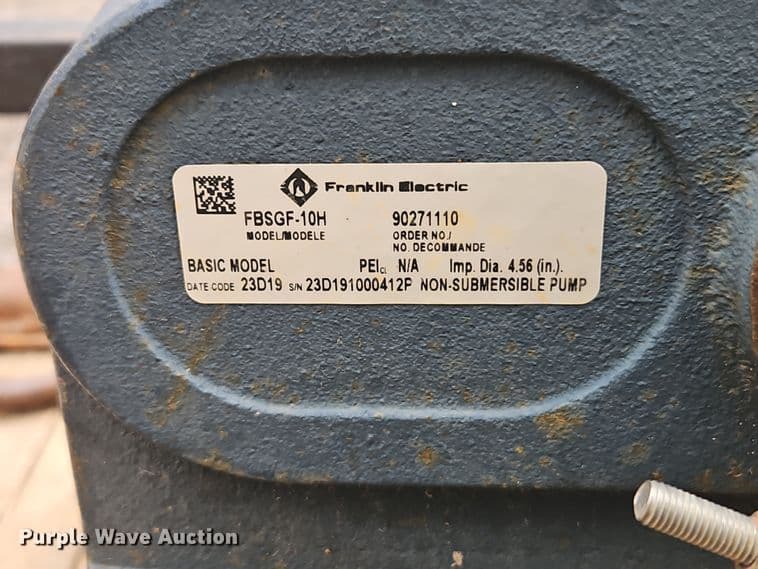 Franklin Electric
FBSGF-10H 90271110
MODEL/MODELE ORDER NO./
NO. DECOMMANDE
BASIC MODEL PEICL N/A Imp. Dia. 4.56 (in.).
DATE CODE 23D19 S/N 23D191000412P NON-SUBMERSIBLE PUMP
Purple Wave Auction